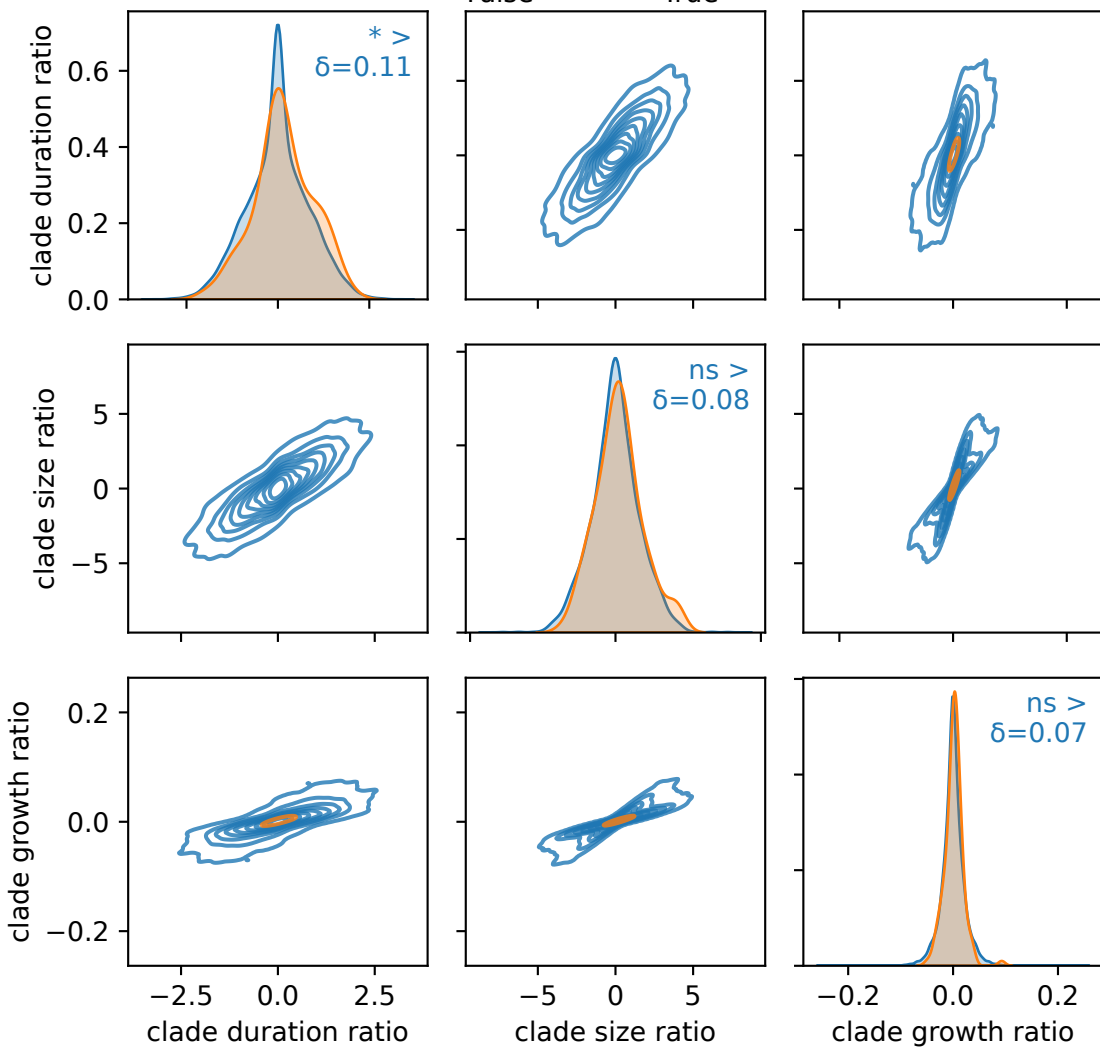 clade duration ratio
0.6
0.4
0.2
0.0
* >
δ=0.11
clade size ratio
5
0
−5
ns >
δ=0.08
clade growth ratio
0.2
0.0
−0.2
ns >
δ=0.07
−2.5 0.0 2.5
−5 0 5
−0.2 0.0 0.2
clade duration ratio
clade size ratio
clade growth ratio